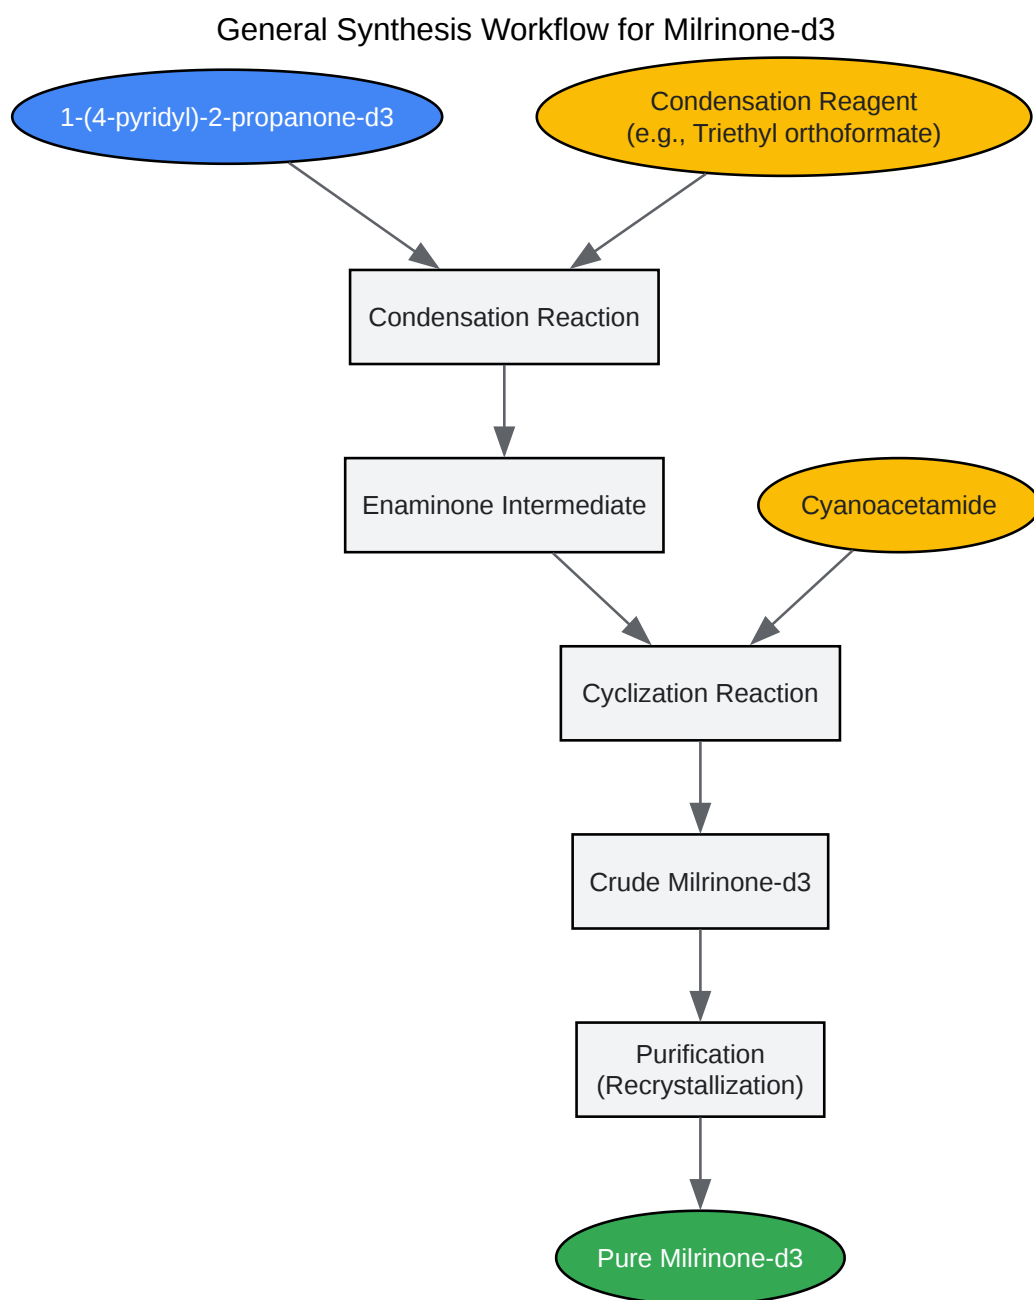 General Synthesis Workflow for Milrinone-d3
1-(4-pyridyl)-2-propanone-d3
Condensation Reagent
(e.g., Triethyl orthoformate)
Condensation Reaction
Enaminone Intermediate
Cyanoacetamide
Cyclization Reaction
Crude Milrinone-d3
Purification
(Recrystallization)
Pure Milrinone-d3